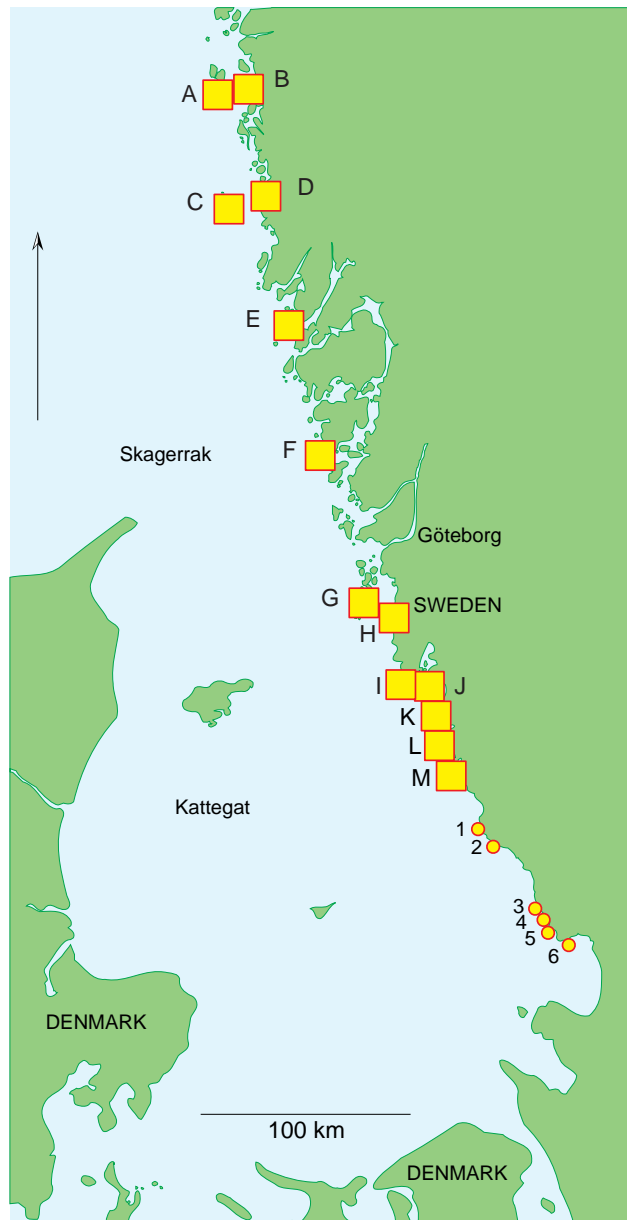 A
B
C
D
E
Skagerrak
F
Göteborg
G
SWEDEN
H
I
J
K
L
M
Kattegat
1
2
3
4
5
6
DENMARK
100 km
DENMARK